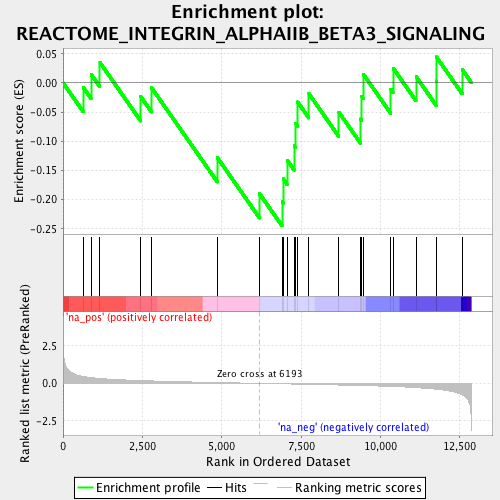 Enrichment plot:
REACTOME_INTEGRIN_ALPHAIIB_BETA3_SIGNALING
Enrichment score (ES)
0.05
0.00
-0.05
-0.10
-0.15
-0.20
-0.25
'na_pos' (positively correlated)
Ranked list metric (PreRanked)
2.5
0.0
-2.5
Zero cross at 6193
'na_neg' (negatively correlated)
0
2,500
5,000
7,500
10,000
12,500
Rank in Ordered Dataset
Enrichment profile
Hits
Ranking metric scores